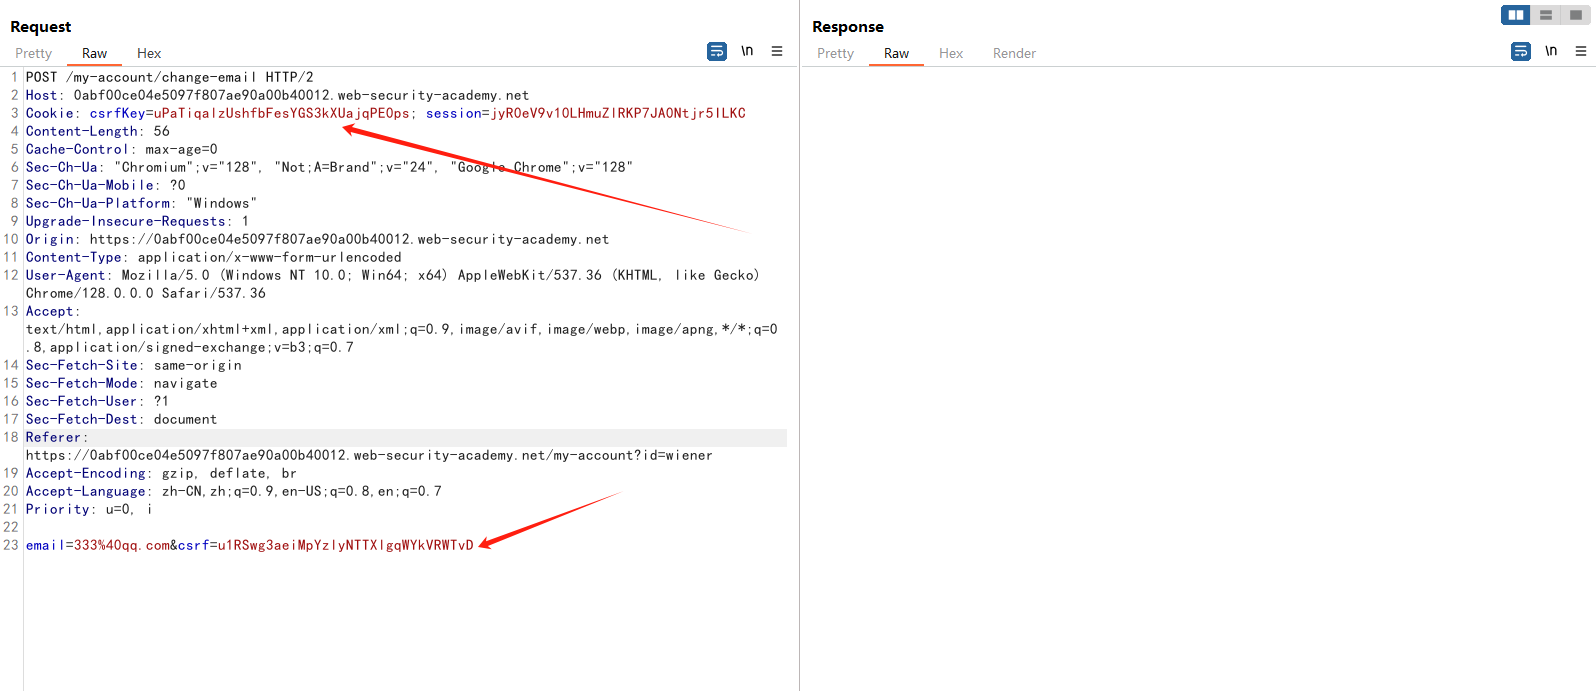 Request
Pretty Raw Hex
\n
1 POST /my-account/change-email HTTP/2
2 Host: 0abf00ce04e5097f807ae90a00b40012.web-security-academy.net
3 Cookie: csrfKey=uPaTiqalzUshfbFesYGS3kXUajqPEOps; session=jyROeV9v1OLHmuZlRKP7JAONtjr5lLKC
4 Content-Length: 56
5 Cache-Control: max-age=0
6 Sec-Ch-Ua: "Chromium";v="128", "Not;A=Brand";v="24", "Google Chrome";v="128"
7 Sec-Ch-Ua-Mobile: ?0
8 Sec-Ch-Ua-Platform: "Windows"
9 Upgrade-Insecure-Requests: 1
10 Origin: https://0abf00ce04e5097f807ae90a00b40012.web-security-academy.net
11 Content-Type: application/x-www-form-urlencoded
12 User-Agent: Mozilla/5.0 (Windows NT 10.0; Win64; x64) AppleWebKit/537.36 (KHTML, like Gecko)
Chrome/128.0.0.0 Safari/537.36
13 Accept:
text/html,application/xhtml+xml,application/xml;q=0.9,image/avif,image/webp,image/apng,*/*;q=0
.8,application/signed-exchange;v=b3;q=0.7
14 Sec-Fetch-Site: same-origin
15 Sec-Fetch-Mode: navigate
16 Sec-Fetch-User: ?1
17 Sec-Fetch-Dest: document
18 Referer:
https://0abf00ce04e5097f807ae90a00b40012.web-security-academy.net/my-account?id=wiener
19 Accept-Encoding: gzip, deflate, br
20 Accept-Language: zh-CN,zh;q=0.9,en-US;q=0.8,en;q=0.7
21 Priority: u=0, i
22
23 email=333%40qq.com&csrf=u1RSwg3aeiMpYzlyNTTXlgqWYkVRWTvD
Response
Pretty Raw Hex Render
\n